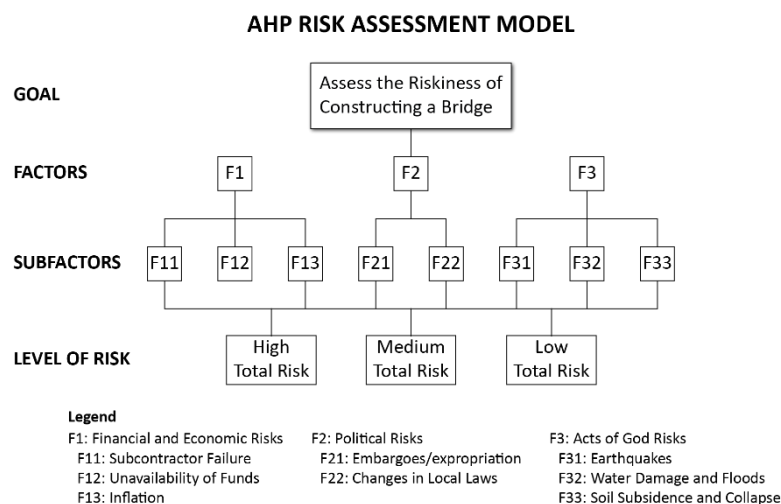 AHP RISK ASSESSMENT MODEL
GOAL
Assess the Riskiness of
Constructing a Bridge
FACTORS
F1
F2
F3
SUBFACTORS
F11
F12
F13
F21
F22
F31
F32
F33
LEVEL OF RISK
High
Total Risk
Medium
Total Risk
Low
Total Risk
Legend
F1: Financial and Economic Risks
F11: Subcontractor Failure
F12: Unavailability of Funds
F13: Inflation
F2: Political Risks
F21: Embargoes/expropriation
F22: Changes in Local Laws
F3: Acts of God Risks
F31: Earthquakes
F32: Water Damage and Floods
F33: Soil Subsidence and Collapse